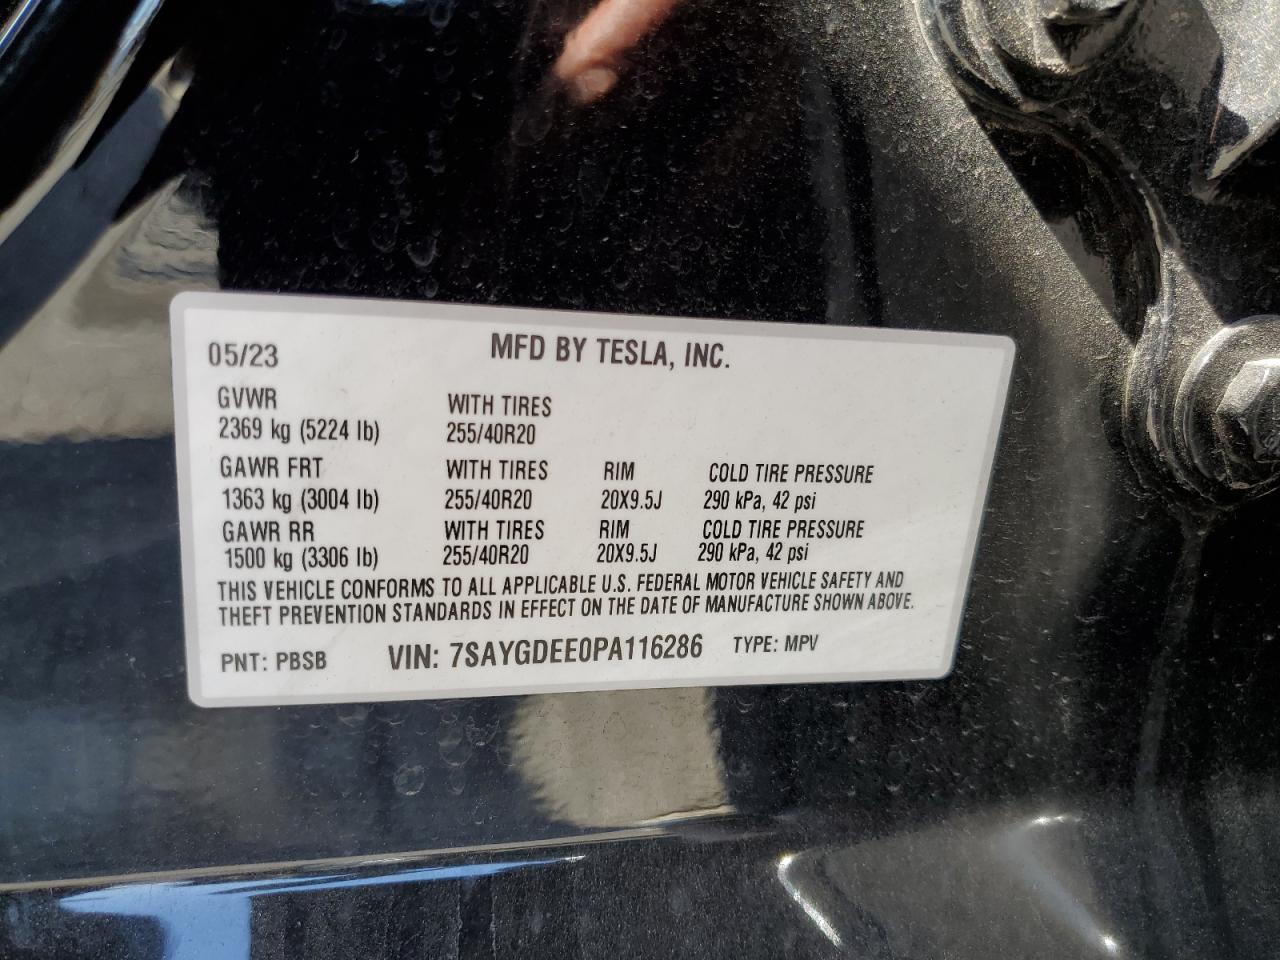 05/23 MFD BY TESLA, INC.
GVWR WITH TIRES
2369 kg (5224 lb) 255/40R20
GAWR FRT WITH TIRES RIM COLD TIRE PRESSURE
1363 kg (3004 lb) 255/40R20 20X9.5J 290 kPa, 42 psi
GAWR RR WITH TIRES RIM COLD TIRE PRESSURE
1500 kg (3306 lb) 255/40R20 20X9.5J 290 kPa, 42 psi
THIS VEHICLE CONFORMS TO ALL APPLICABLE U.S. FEDERAL MOTOR VEHICLE SAFETY AND
THEFT PREVENTION STANDARDS IN EFFECT ON THE DATE OF MANUFACTURE SHOWN ABOVE.
PNT: PBSB VIN: 7SAYGDEE0PA116286 TYPE: MPV